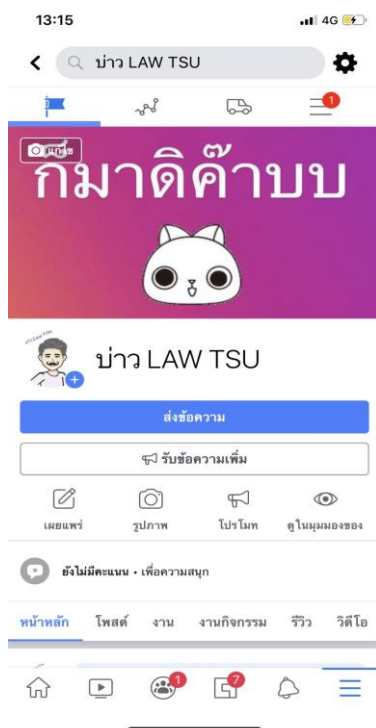 13:15
4G
บ่าว LAW TSU
1
แก้ไข
ก็มาดิค๊าบบ
บ่าว LAW TSU
ส่งข้อความ
รับข้อความเพิ่ม
เผยแพร่ รูปภาพ โปรโมท ดูในมุมมองของ
ยังไม่มีคะแนน • เพื่อความสนุก
หน้าหลัก โพสต์ งาน งานกิจกรรม รีวิว วิดีโอ
1 7